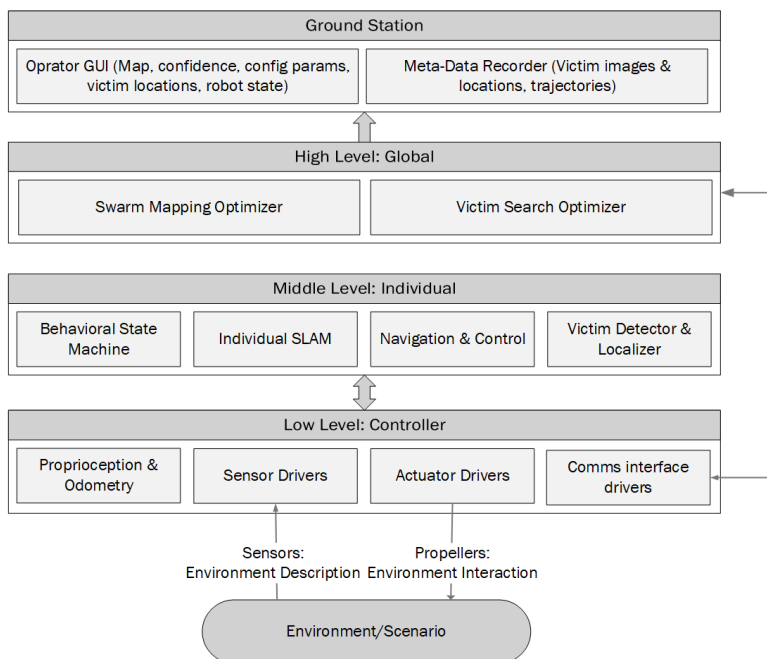 Ground Station
Oprator GUI (Map, confidence, config params,
victim locations, robot state)
Meta-Data Recorder (Victim images &
locations, trajectories)
High Level: Global
Swarm Mapping Optimizer
Victim Search Optimizer
Middle Level: Individual
Behavioral State
Machine
Individual SLAM
Navigation & Control
Victim Detector &
Localizer
Low Level: Controller
Proprioception &
Odometry
Sensor Drivers
Actuator Drivers
Comms interface
drivers
Sensors:
Environment Description
Propellers:
Environment Interaction
Environment/Scenario